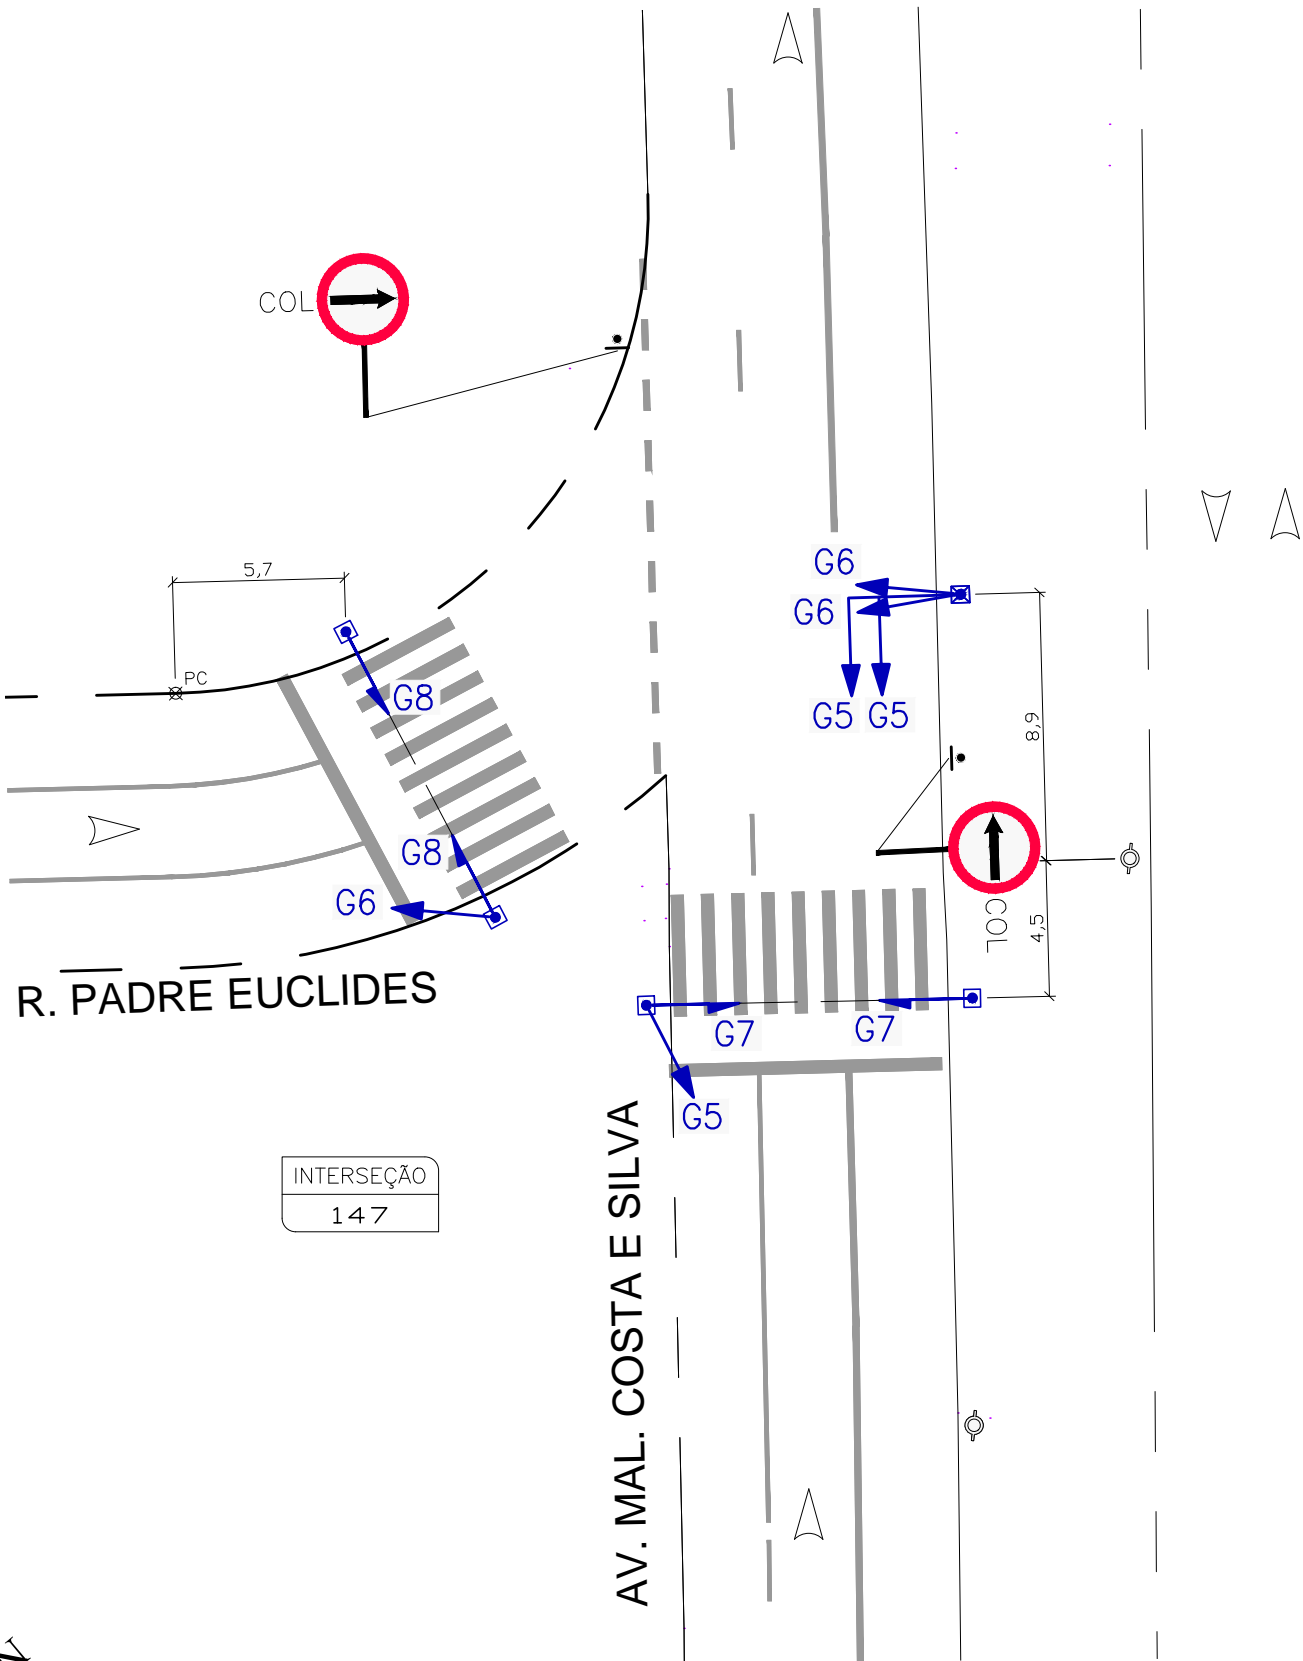 COL
5,7
PC
G6
G6
G8
G5 G5
8,9
G8
G6
COL
4,5
R. PADRE EUCLIDES
G7
G7
G5
AV. MAL. COSTA E SILVA
INTERSEÇÃO
147